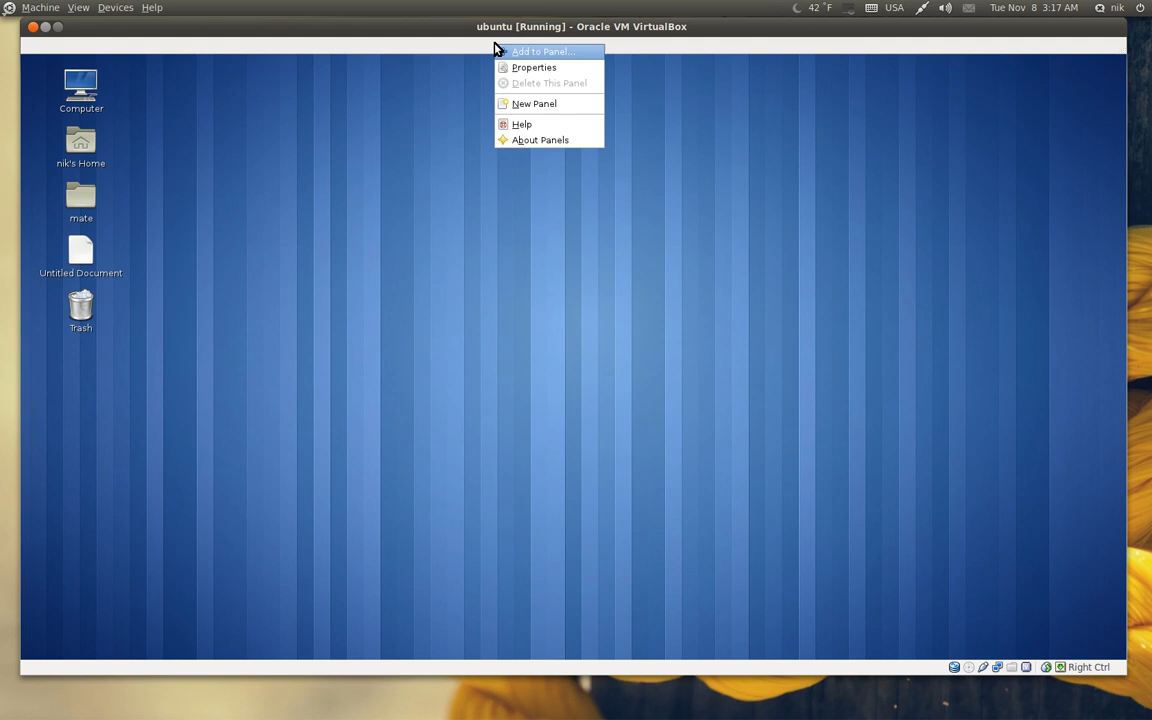 Machine View Devices Help
42 °F USA Tue Nov 8 3:17 AM nik
ubuntu [Running] - Oracle VM VirtualBox
Add to Panel...
Properties
Delete This Panel
New Panel
Help
About Panels
Computer
nik's Home
mate
Untitled Document
Trash
Right Ctrl